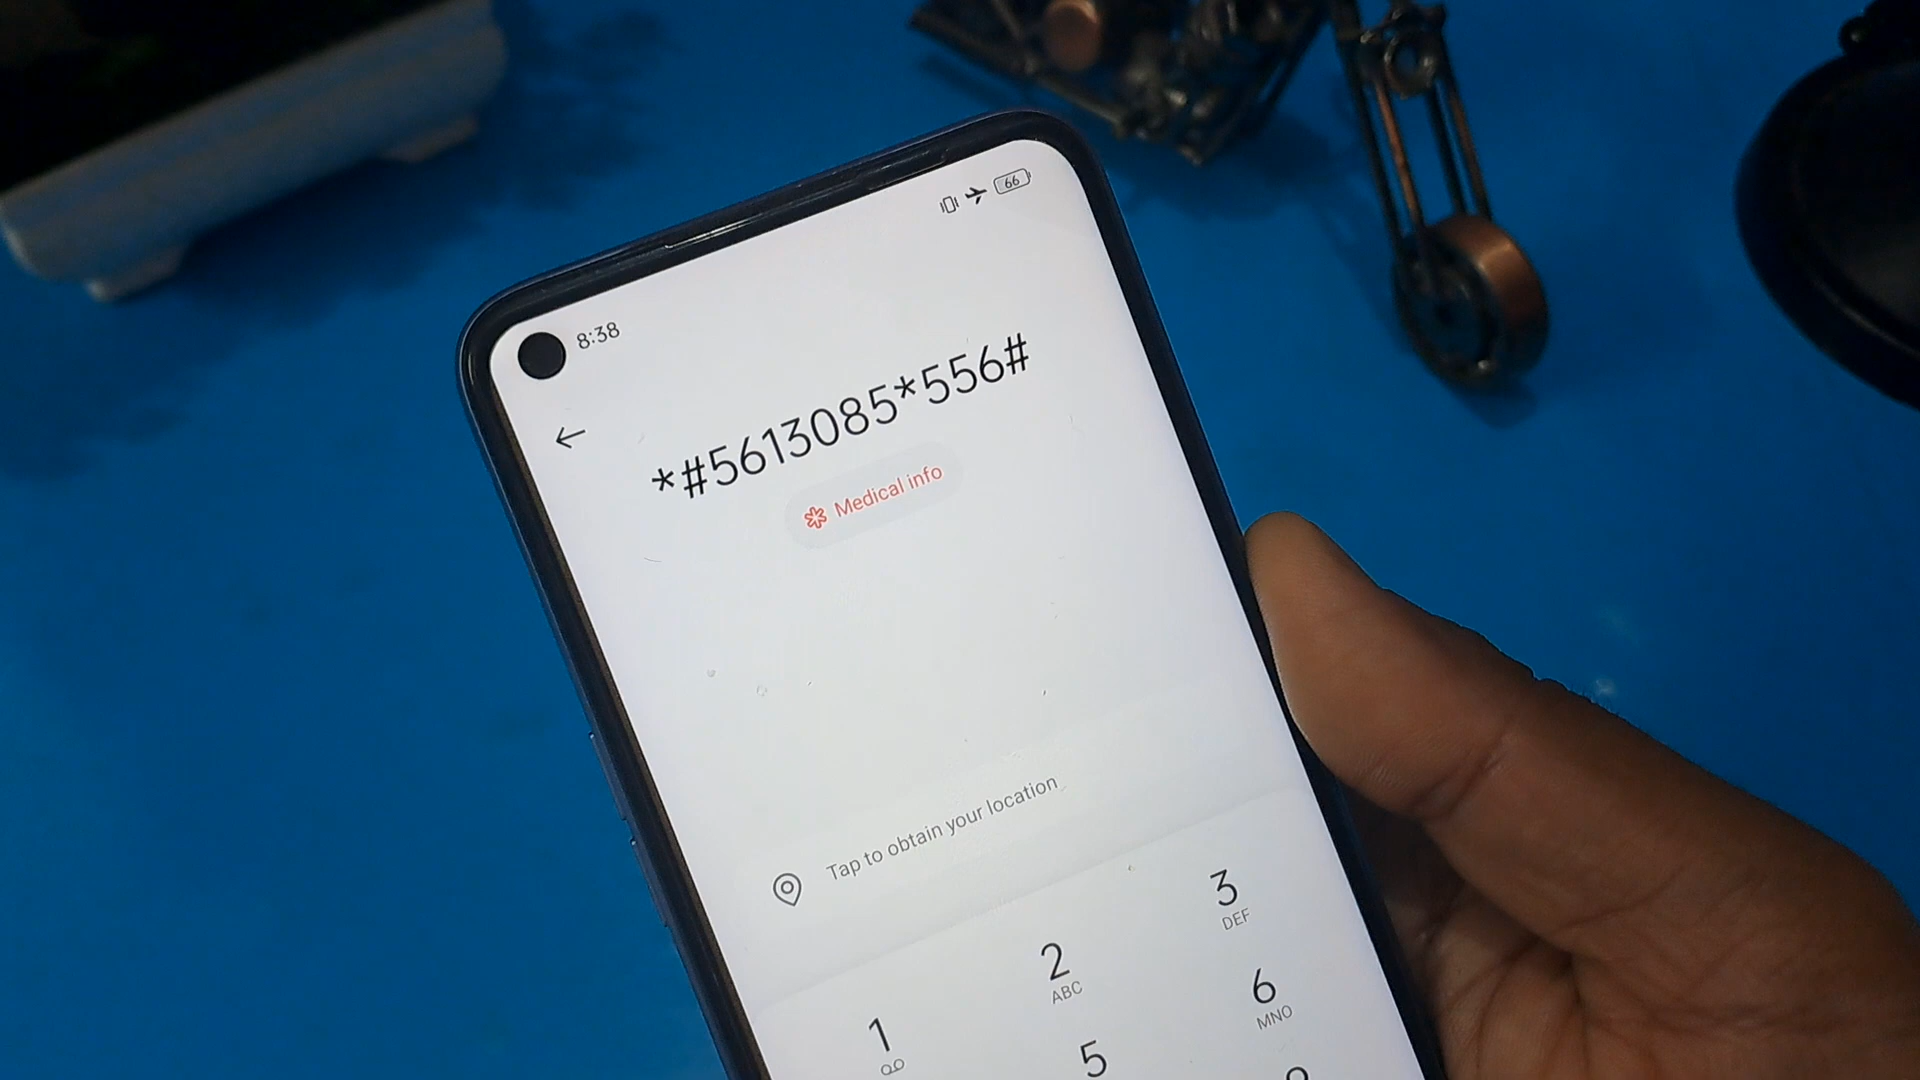 66
8:38
*#5613085*556#
Medical info
Tap to obtain your location
1
2
ABC
3
DEF
5
6
MNO